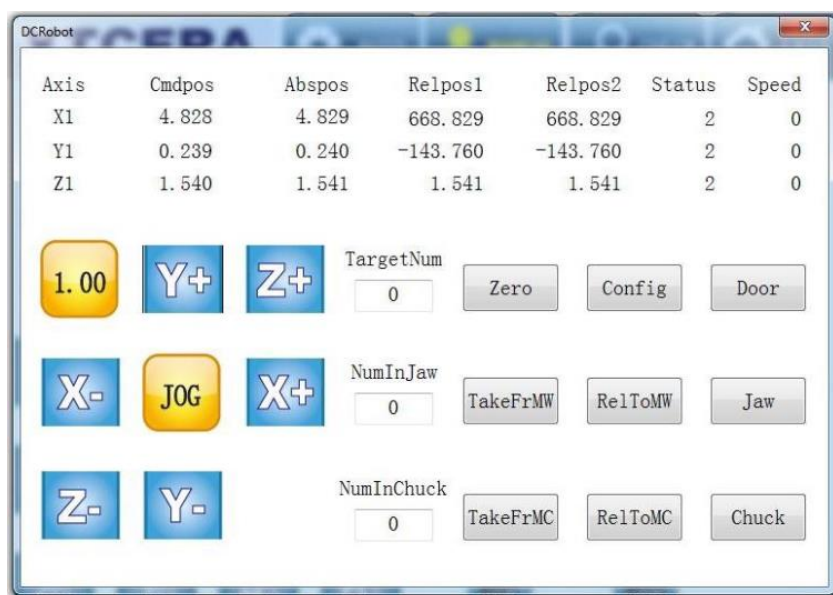 DCRobot
Axis Cmdpos Abspos Relpos1 Relpos2 Status Speed
X1 4.828 4.829 668.829 668.829 2 0
Y1 0.239 0.240 -143.760 -143.760 2 0
Z1 1.540 1.541 1.541 1.541 2 0
TargetNum
1.00 Y+ Z+ 0 Zero Config Door
NumInJaw
X- JOG X+ 0 TakeFrMW RelToMW Jaw
NumInChuck
Z- Y- 0 TakeFrMC RelToMC Chuck